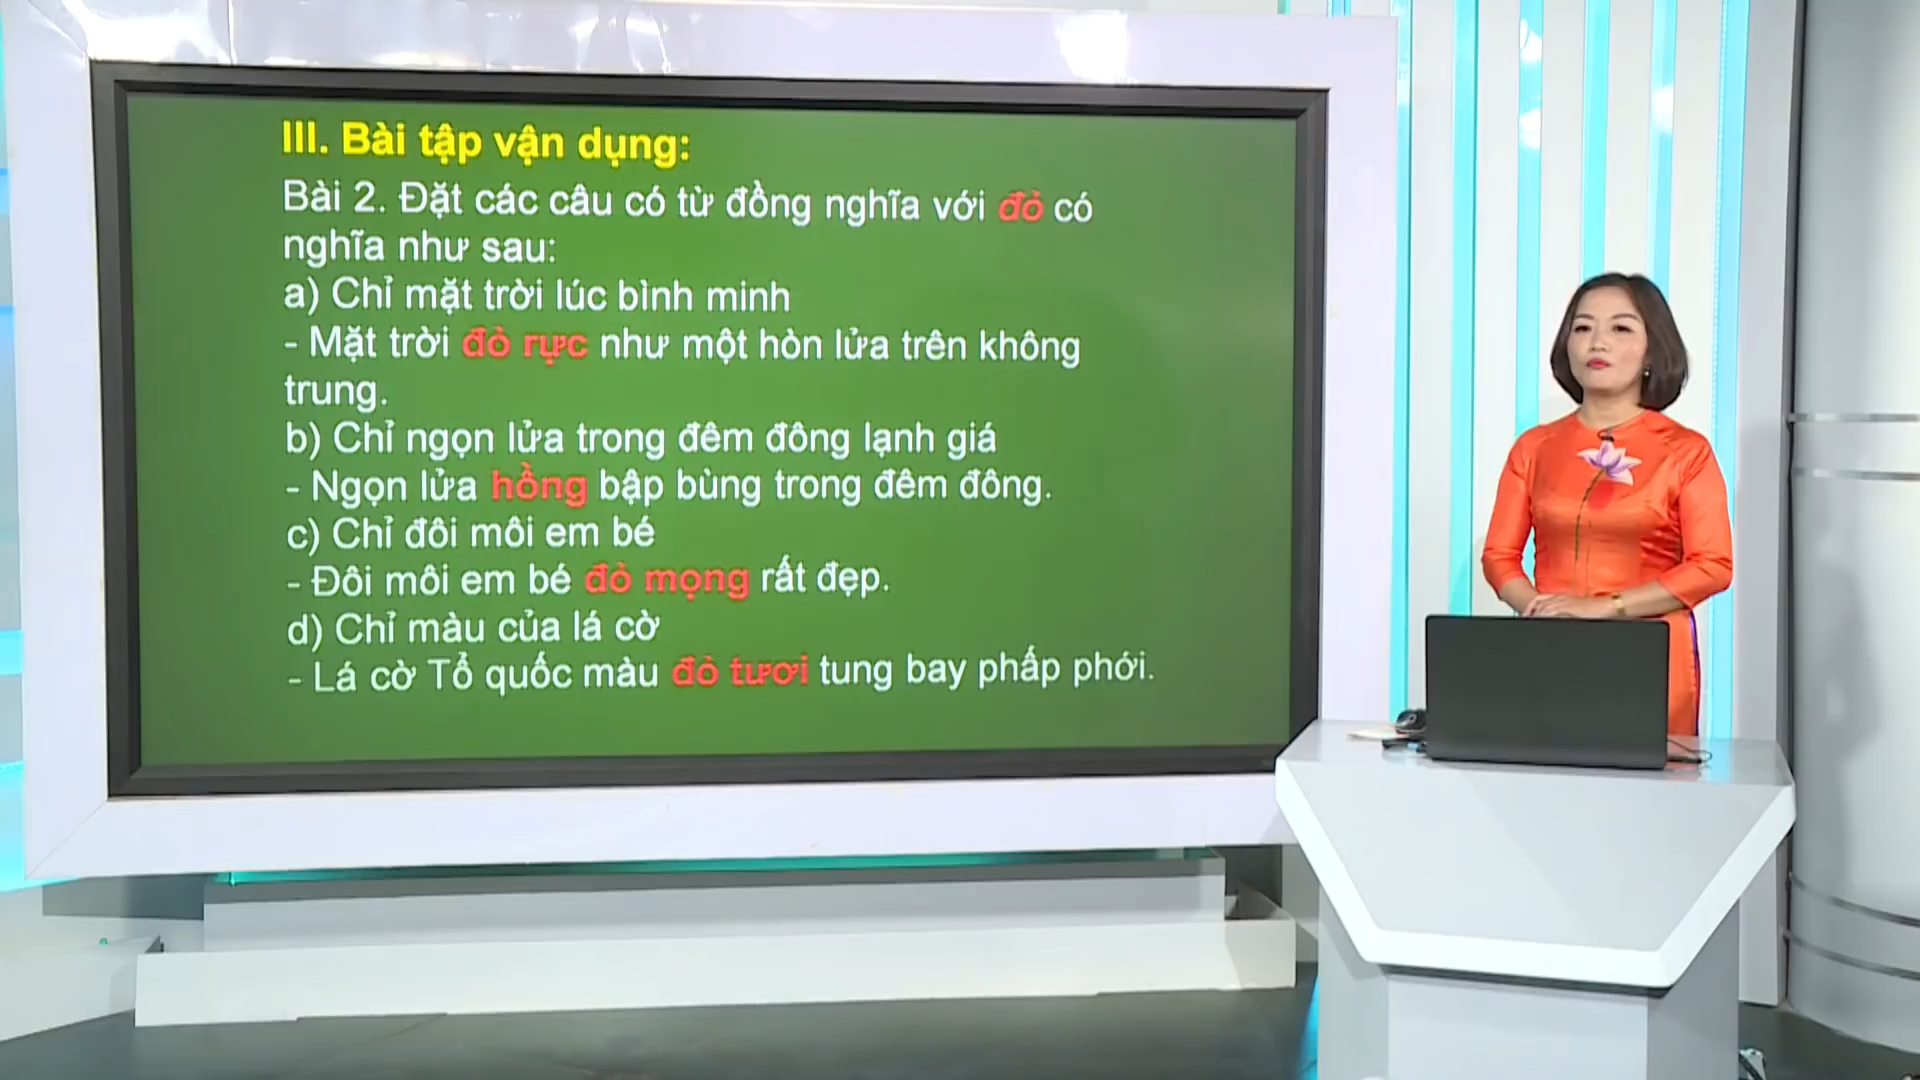 III. Bài tập vận dụng:
Bài 2. Đặt các câu có từ đồng nghĩa với đỏ có
nghĩa như sau:
a) Chỉ mặt trời lúc bình minh
- Mặt trời đỏ rực như một hòn lửa trên không
trung.
b) Chỉ ngọn lửa trong đêm đông lạnh giá
- Ngọn lửa hồng bập bùng trong đêm đông.
c) Chỉ đôi môi em bé
- Đôi môi em bé đỏ mọng rất đẹp.
d) Chỉ màu của lá cờ
- Lá cờ Tổ quốc màu đỏ tươi tung bay phấp phới.